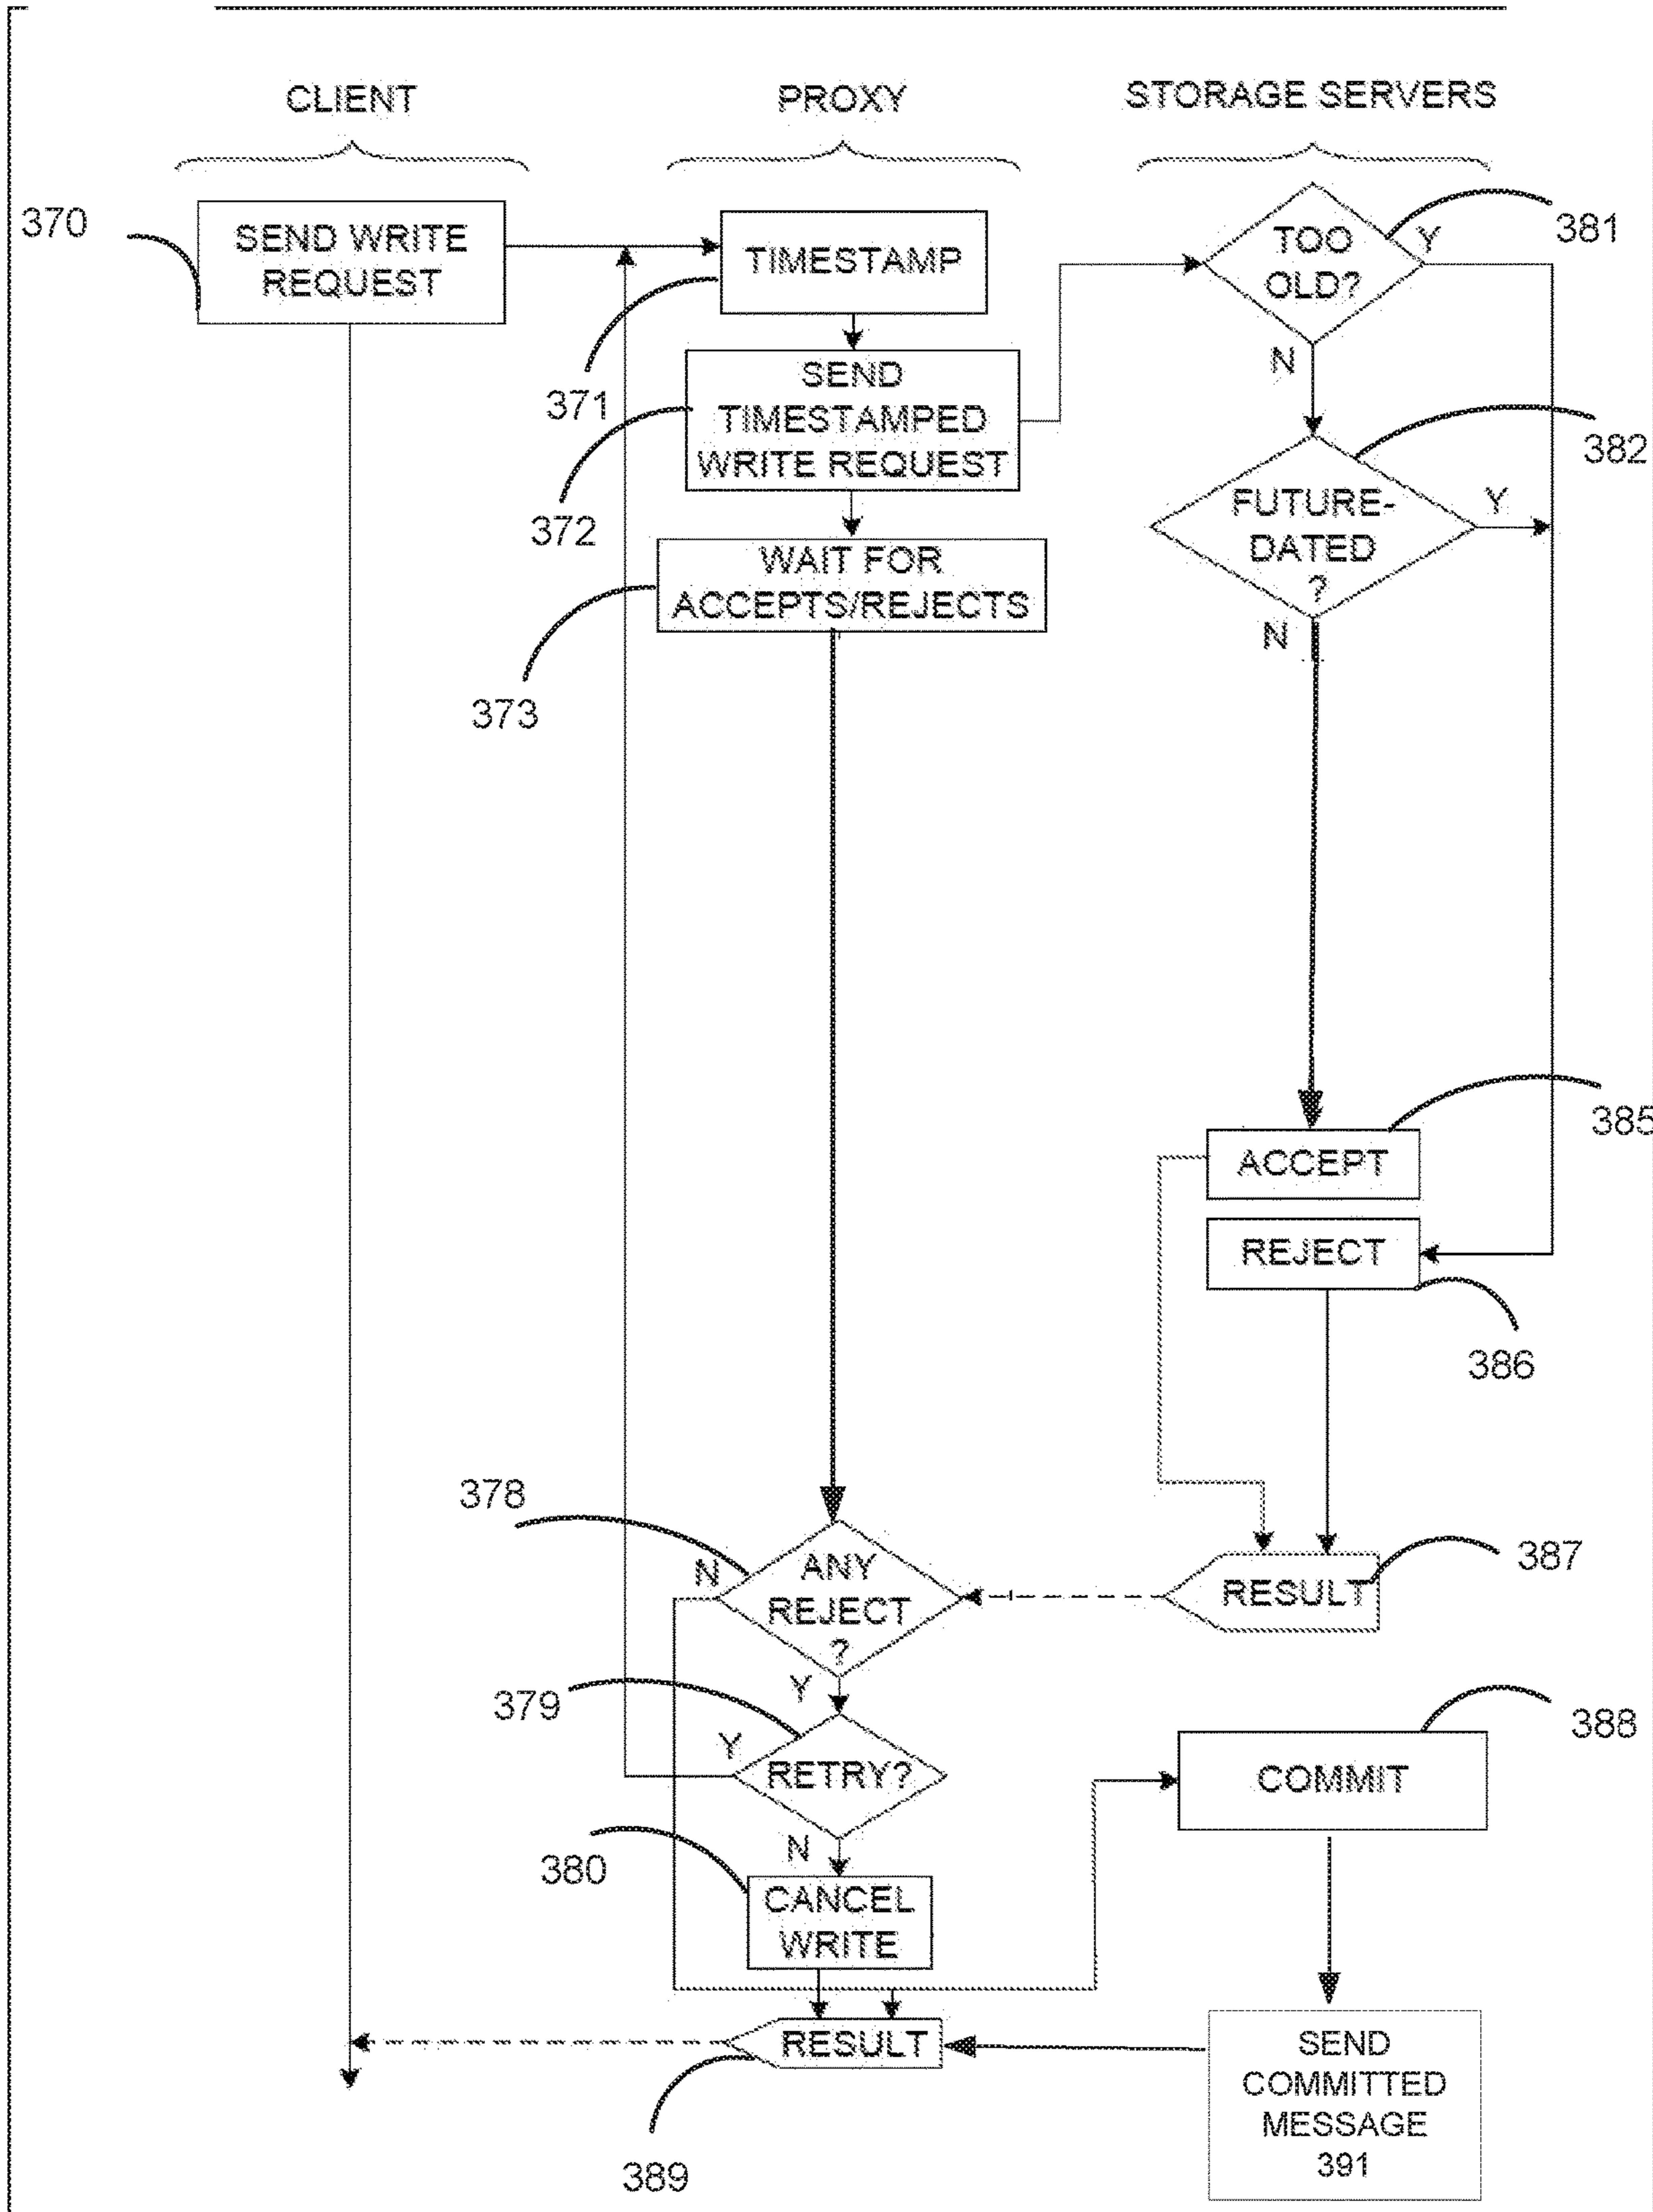 CLIENT
PROXY
STORAGE SERVERS
370
SEND WRITE
REQUEST
TIMESTAMP
371
TOO
OLD?
Y
381
N
SEND
TIMESTAMPED
WRITE REQUEST
372
FUTURE-
DATED
?
Y
382
N
WAIT FOR
ACCEPTS/REJECTS
373
385
ACCEPT
REJECT
386
378
N
ANY
REJECT
?
Y
RESULT
387
379
Y
RETRY?
N
388
COMMIT
380
CANCEL
WRITE
RESULT
389
SEND
COMMITTED
MESSAGE
391